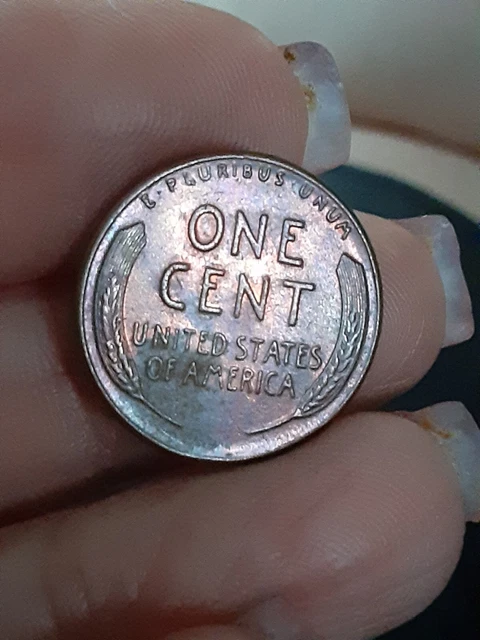 E·PLURIBUS·UNUM
ONE
CENT
UNITED STATES
OF AMERICA